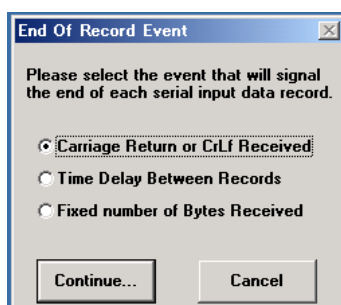 End Of Record Event
Please select the event that will signal
the end of each serial input data record.
Carriage Return or CrLf Received
Time Delay Between Records
Fixed number of Bytes Received
Continue...
Cancel